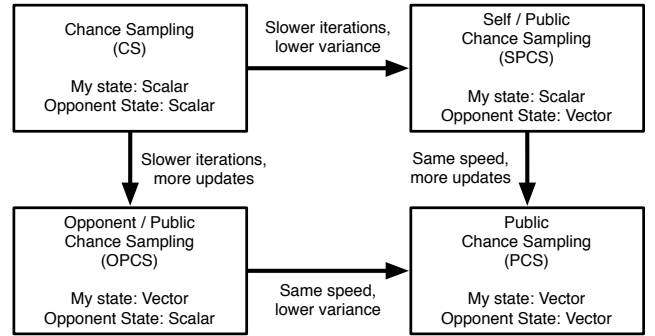 Chance Sampling
(CS)
My state: Scalar
Opponent State: Scalar
Slower iterations,
lower variance
Self / Public
Chance Sampling
(SPCS)
My state: Scalar
Opponent State: Vector
Slower iterations,
more updates
Same speed,
more updates
Opponent / Public
Chance Sampling
(OPCS)
My state: Vector
Opponent State: Scalar
Same speed,
lower variance
Public
Chance Sampling
(PCS)
My state: Vector
Opponent State: Vector